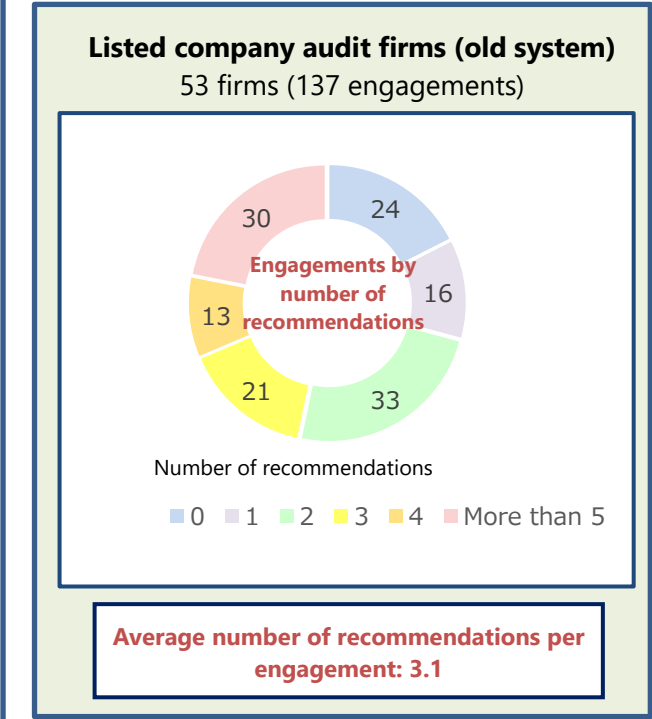 Listed company audit firms (old system)
53 firms (137 engagements)
24
30
Engagements by
number of
recommendations
16
13
21
33
Number of recommendations
0 1 2 3 4 More than 5
Average number of recommendations per
engagement: 3.1